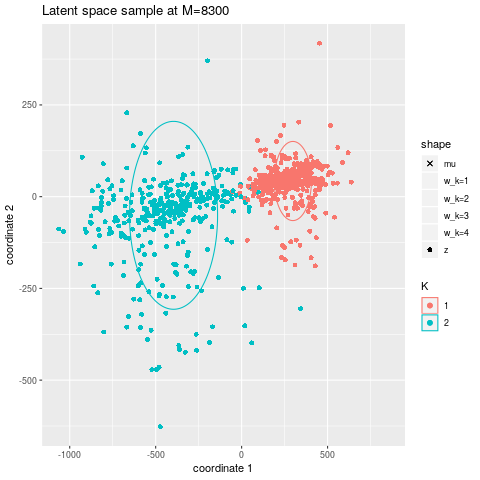 Latent space sample at M=8300
250
0
-250
-500
-1000
-500
0
500
coordinate 1
coordinate 2
shape
mu
w_k=1
w_k=2
w_k=3
w_k=4
z
K
1
2